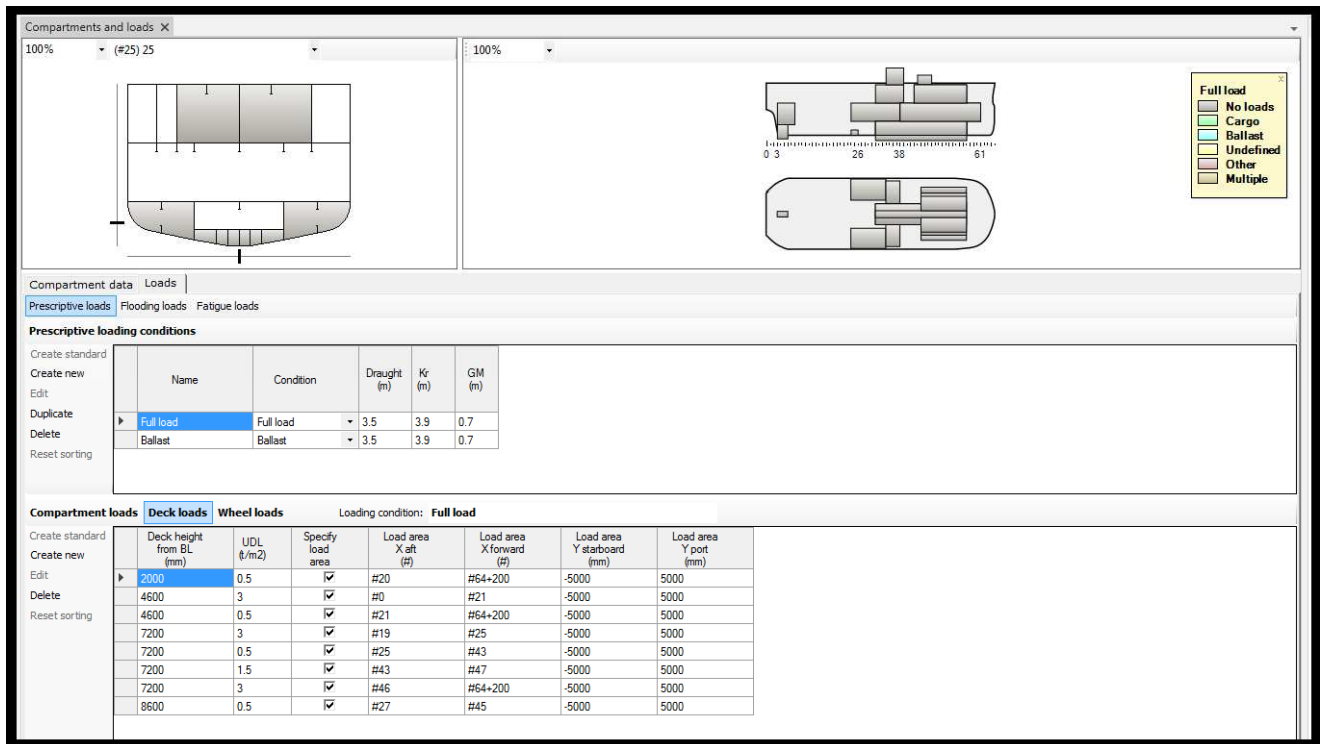 Compartments and loads
100% (#25) 25
100%
Full load
No loads
Cargo
Ballast
Undefined
Other
Multiple
0 3 26 38 61
Compartment data Loads
Prescriptive loads Flooding loads Fatigue loads
Prescriptive loading conditions
Create standard
Create new
Edit
Duplicate
Delete
Reset sorting
Name Condition Draught (m) Kr (m) GM (m)
Full load Full load 3.5 3.9 0.7
Ballast Ballast 3.5 3.9 0.7
Compartment loads Deck loads Wheel loads Loading condition: Full load
Create standard
Create new
Edit
Delete
Reset sorting
Deck height from BL (mm) UDL (t/m2) Specify load area Load area X aft (#) Load area X forward (#) Load area Y starboard (mm) Load area Y port (mm)
2000 0.5 #20 #64+200 -5000 5000
4600 3 #0 #21 -5000 5000
4600 0.5 #21 #64+200 -5000 5000
7200 3 #19 #25 -5000 5000
7200 0.5 #25 #43 -5000 5000
7200 1.5 #43 #47 -5000 5000
7200 3 #46 #64+200 -5000 5000
8600 0.5 #27 #45 -5000 5000